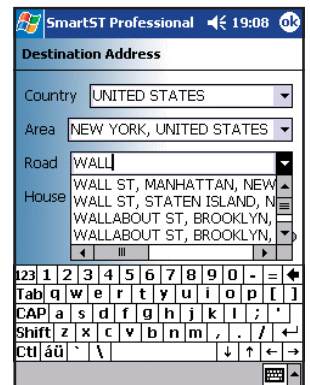 SmartST Professional 19:08 ok
Destination Address
Country UNITED STATES
Area NEW YORK, UNITED STATES
Road WALL
WALL ST, MANHATTAN, NEW
House WALL ST, STATEN ISLAND, N
WALLABOUT ST, BROOKLYN,
WALLABOUT ST, BROOKLYN,
123 1 2 3 4 5 6 7 8 9 0 - =
Tab q w e r t y u i o p [ ]
CAP a s d f g h j k l ; '
Shift z x c v b n m , . /
Ctl áü ` \